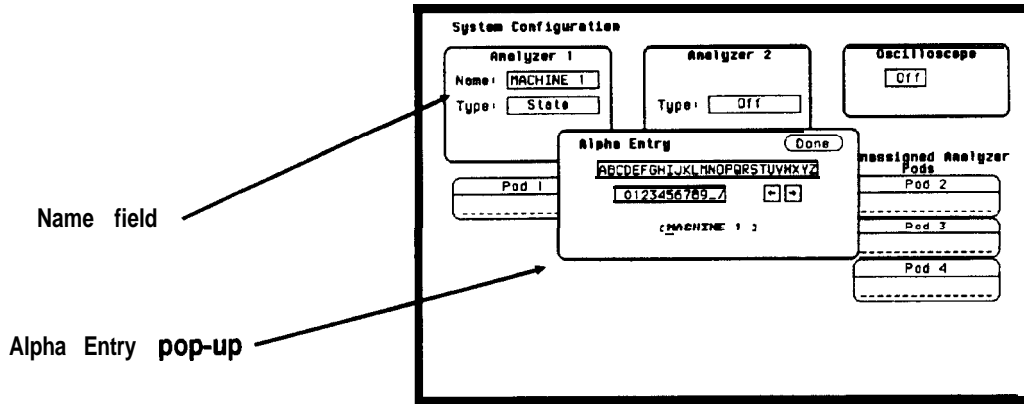 System Configuration
Analyzer 1
Name: MACHINE 1
Type: State
Analyzer 2
Type: Off
Oscilloscope
Off
Alpha Entry
Done
ABCDEFGHIJKLMNOPQRSTUVWXYZ
0123456789_/
← →
[MACHINE 1 ]
Pod 1
nassigned Analyzer
Pods
Pod 2
Pod 3
Pod 4
Name field
Alpha Entry pop-up